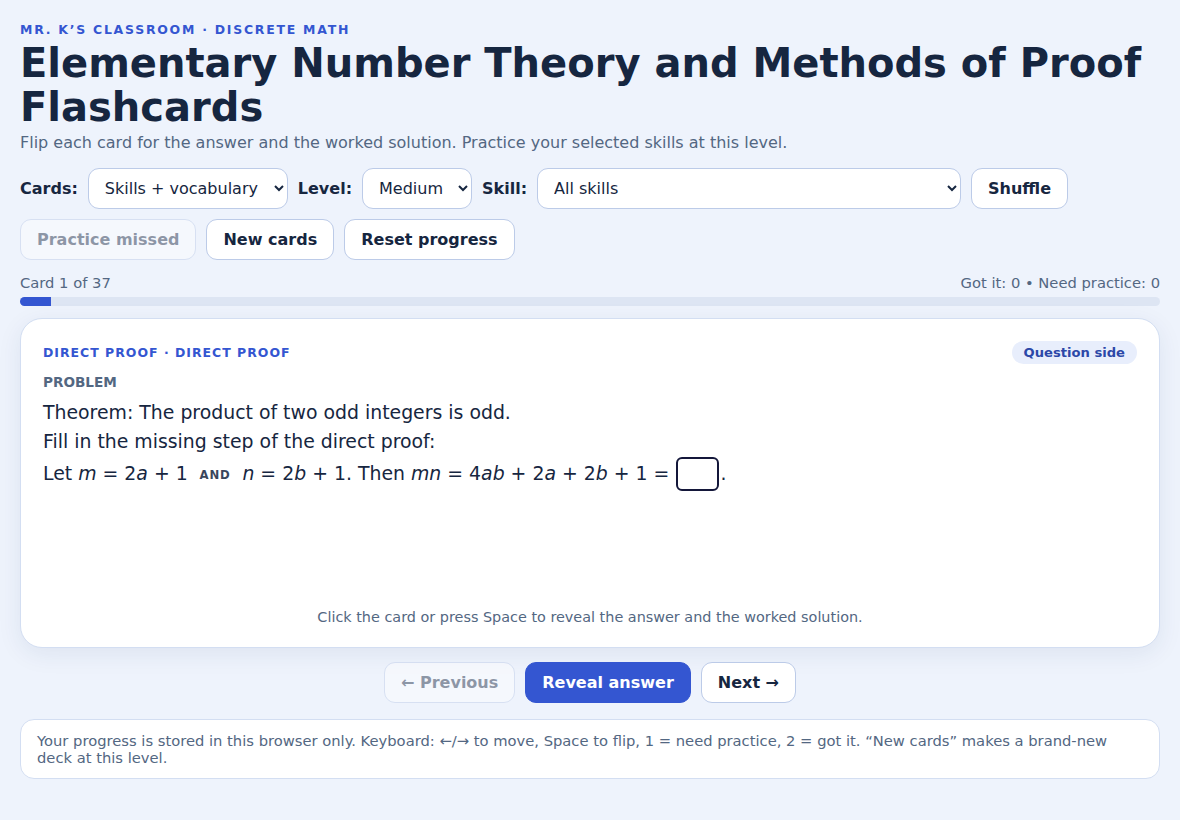 MR. K’S CLASSROOM · DISCRETE MATH
Elementary Number Theory and Methods of Proof
Flashcards
Flip each card for the answer and the worked solution. Practice your selected skills at this level.
Cards: Skills + vocabulary Level: Medium Skill: All skills Shuffle
Practice missed New cards Reset progress
Card 1 of 37 Got it: 0 • Need practice: 0
DIRECT PROOF · DIRECT PROOF Question side
PROBLEM
Theorem: The product of two odd integers is odd.
Fill in the missing step of the direct proof:
Let m = 2a + 1 AND n = 2b + 1. Then mn = 4ab + 2a + 2b + 1 = .
Click the card or press Space to reveal the answer and the worked solution.
← Previous Reveal answer Next →
Your progress is stored in this browser only. Keyboard: ←/→ to move, Space to flip, 1 = need practice, 2 = got it. “New cards” makes a brand-new
deck at this level.